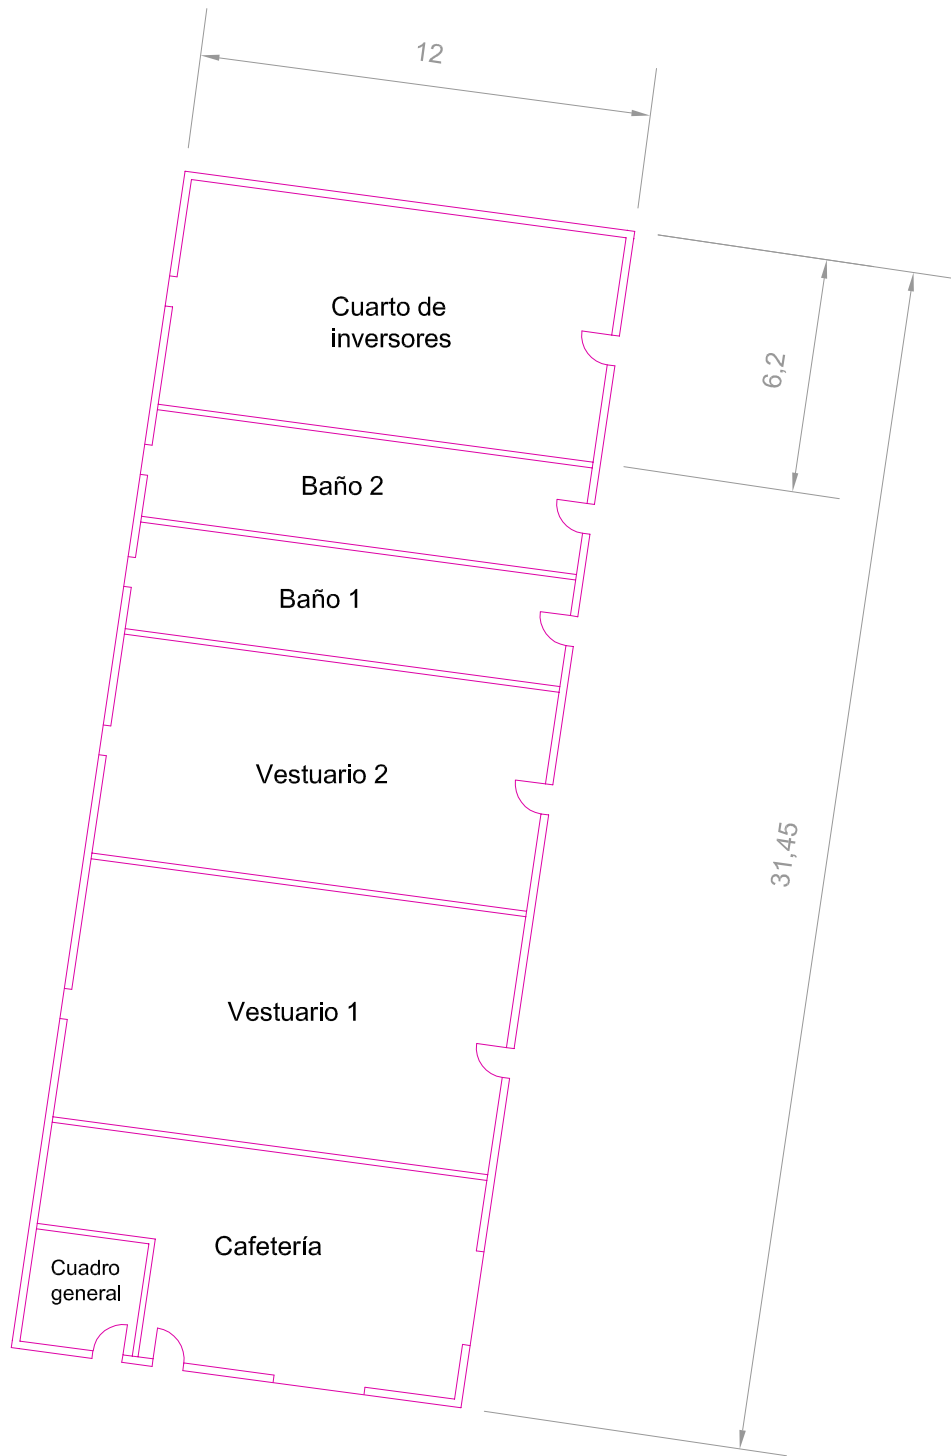 12
Cuarto de
inversores
6,2
Baño 2
Baño 1
Vestuario 2
31,45
Vestuario 1
Cafetería
Cuadro
general